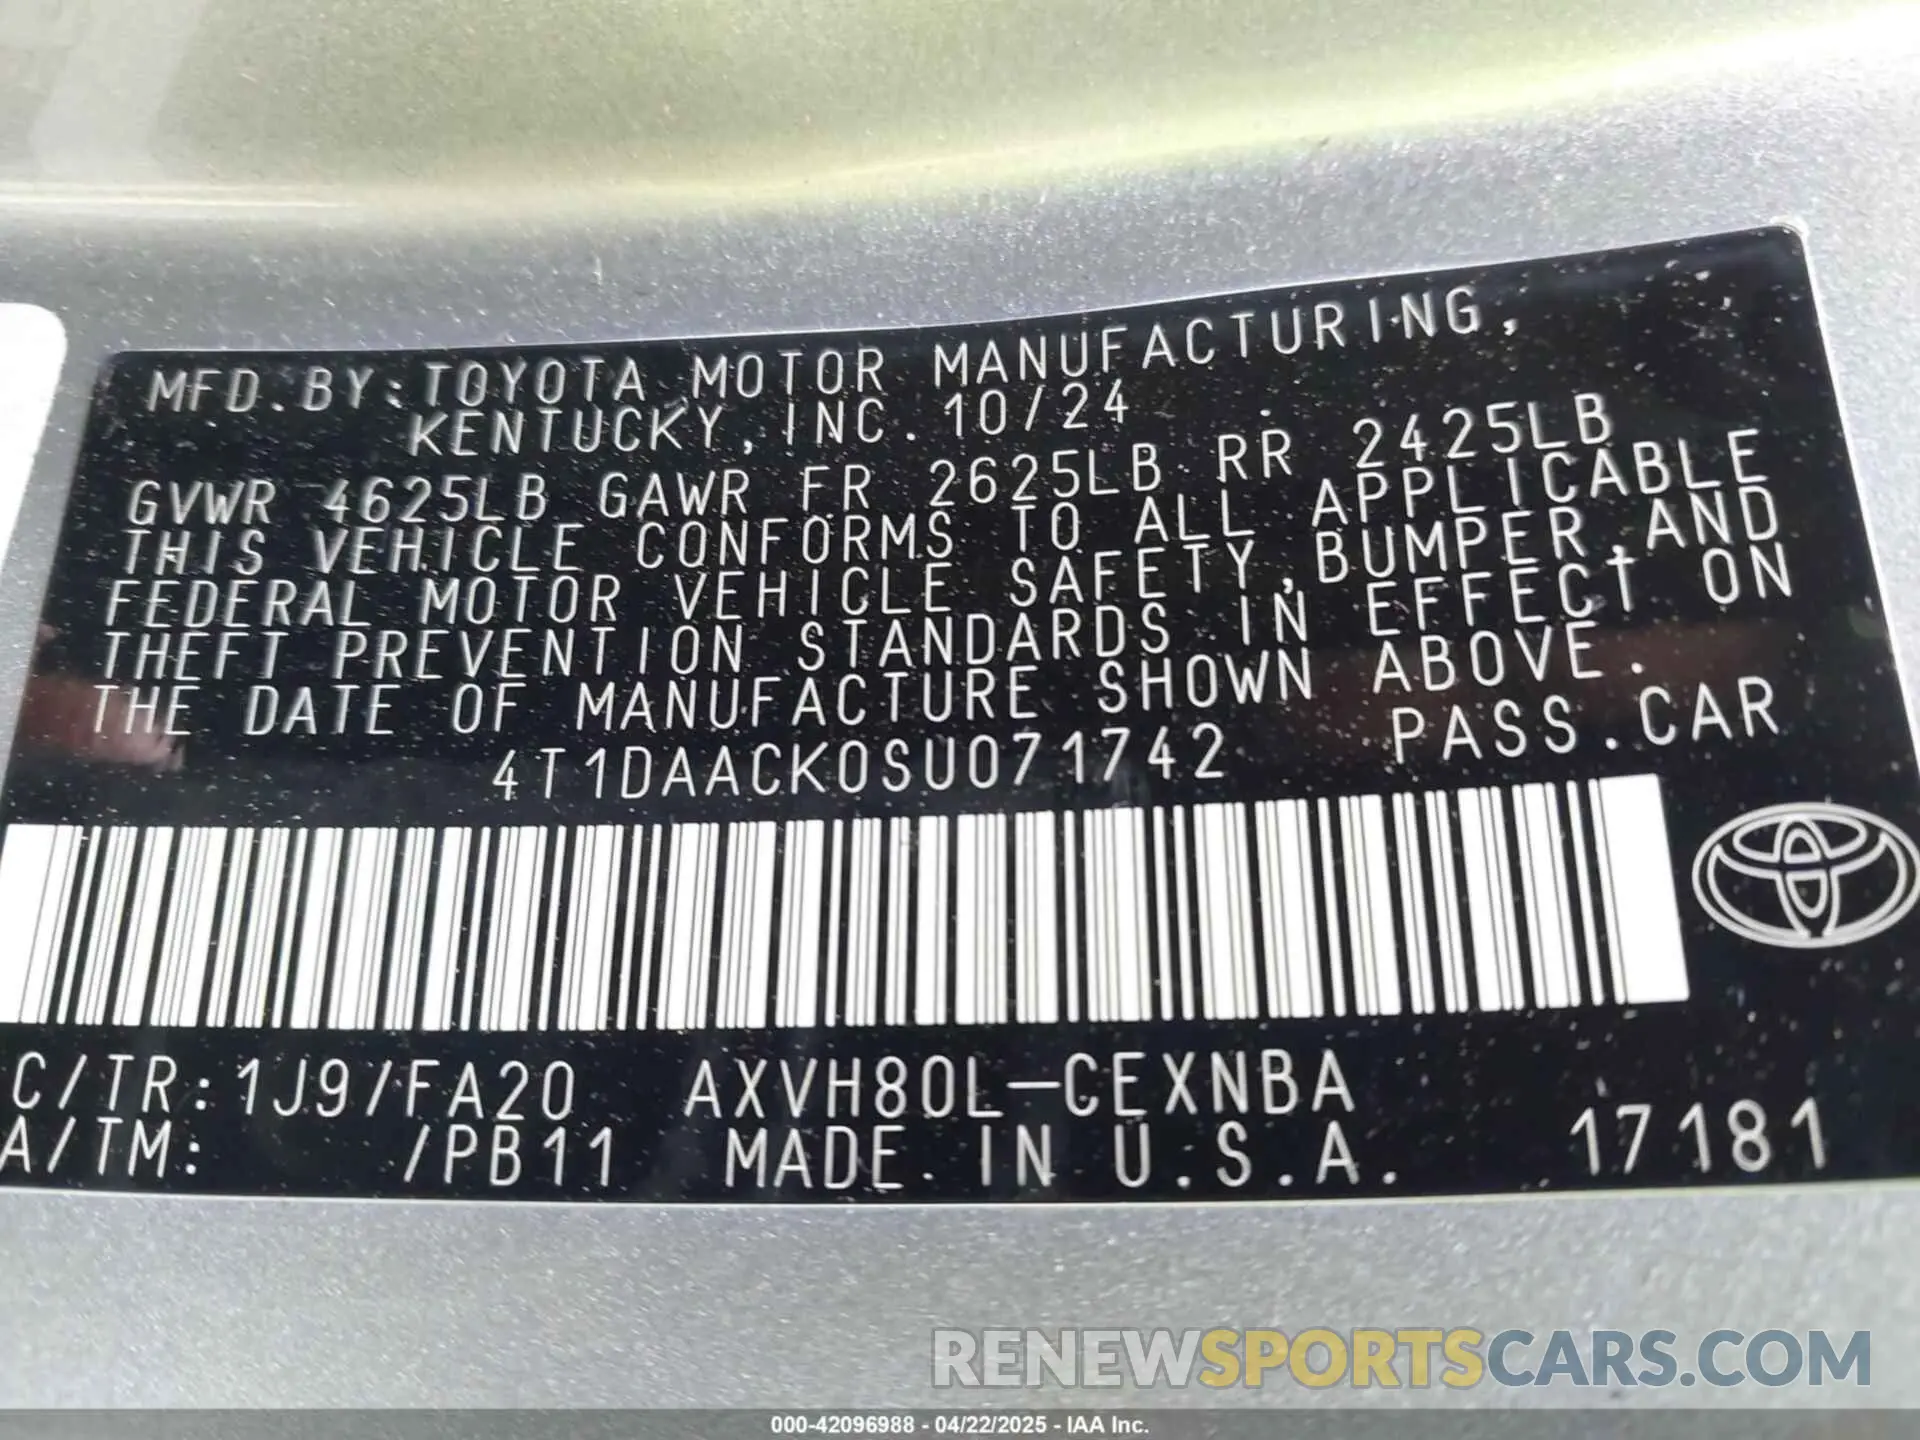 MFD. BY: TOYOTA MOTOR MANUFACTURING,
KENTUCKY, INC. 10/24
GVWR 4625LB GAWR FR 2625LB RR 2425LB
THIS VEHICLE CONFORMS TO ALL APPLICABLE
FEDERAL MOTOR VEHICLE SAFETY, BUMPER, AND
THEFT PREVENTION STANDARDS IN EFFECT ON
THE DATE OF MANUFACTURE SHOWN ABOVE.
4T1DAACK0SU071742 PASS. CAR
C/TR: 1J9/FA20 AXVH80L-CEXNBA
A/TM: /PB11 MADE IN U.S.A. 17181
RENEWSPORTSCARS.COM
000-42096988 - 04/22/2025 - IAA Inc.